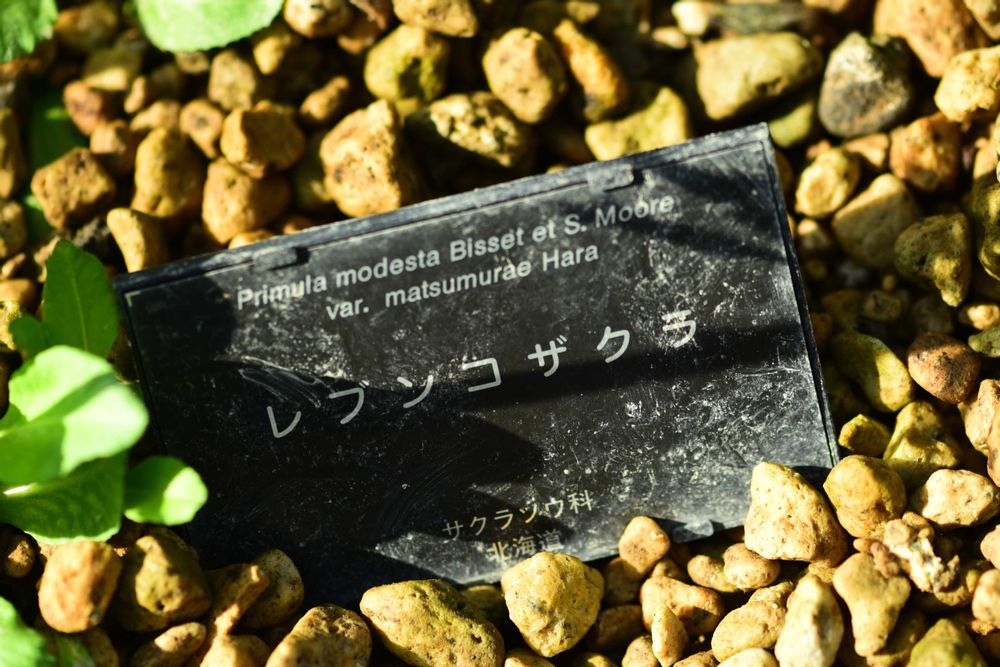 Primula modesta Bisset et S. Moore
var. matsumurae Hara
レブンコザクラ
サクラソウ科
北海道